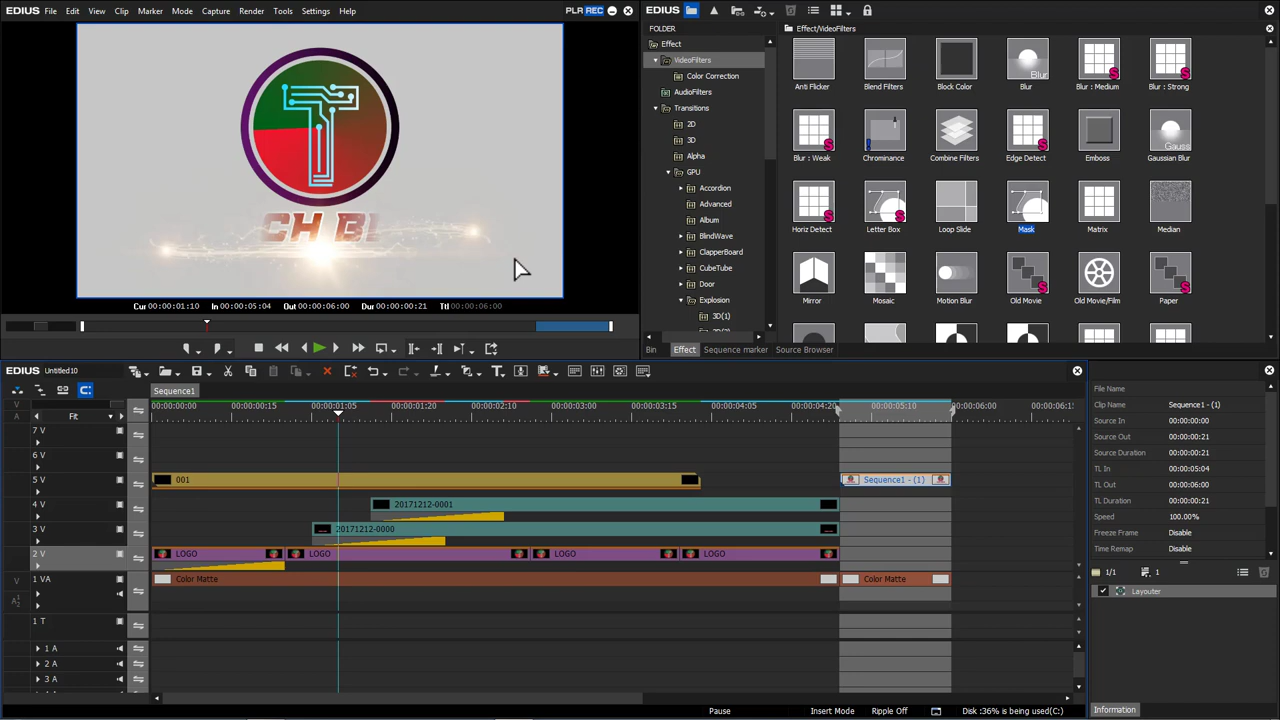 EDIUS File Edit View Clip Marker Mode Capture Render Tools Settings Help PLR REC
CH BL
Cur 00:00:01:10 In 00:00:05:04 Out 00:00:06:00 Dur 00:00:00:21 Ttl 00:00:06:00
EDIUS
FOLDER
Effect
VideoFilters
Color Correction
AudioFilters
Transitions
2D
3D
Alpha
GPU
Accordion
Advanced
Album
BlindWave
ClapperBoard
CubeTube
Door
Explosion
3D(1)
Effect/VideoFilters
Anti Flicker Blend Filters Block Color Blur Blur : Medium Blur : Strong
Blur : Weak Chrominance Combine Filters Edge Detect Emboss Gaussian Blur
Horiz Detect Letter Box Loop Slide Mask Matrix Median
Mirror Mosaic Motion Blur Old Movie Old Movie/Film Paper
Bin Effect Sequence marker Source Browser
EDIUS Untitled10
Sequence1
Fit
00:00:00:00 00:00:00:15 00:00:01:05 00:00:01:20 00:00:02:10 00:00:03:00 00:00:03:15 00:00:04:05 00:00:04:20 00:00:05:10 00:00:06:00 00:00:06:15
V
A
7 V
6 V
5 V 001 Sequence1 - (1)
4 V 20171212-0001
3 V 20171212-0000
2 V LOGO LOGO LOGO LOGO
1 VA Color Matte Color Matte
1 T
1 A
2 A
3 A
File Name
Clip Name Sequence1 - (1)
Source In 00:00:00:00
Source Out 00:00:00:21
Source Duration 00:00:00:21
TL In 00:00:05:04
TL Out 00:00:06:00
TL Duration 00:00:00:21
Speed 100.00%
Freeze Frame Disable
Time Remap Disable
1/1 1
Layouter
Information
Pause Insert Mode Ripple Off Disk :36% is being used(C:)